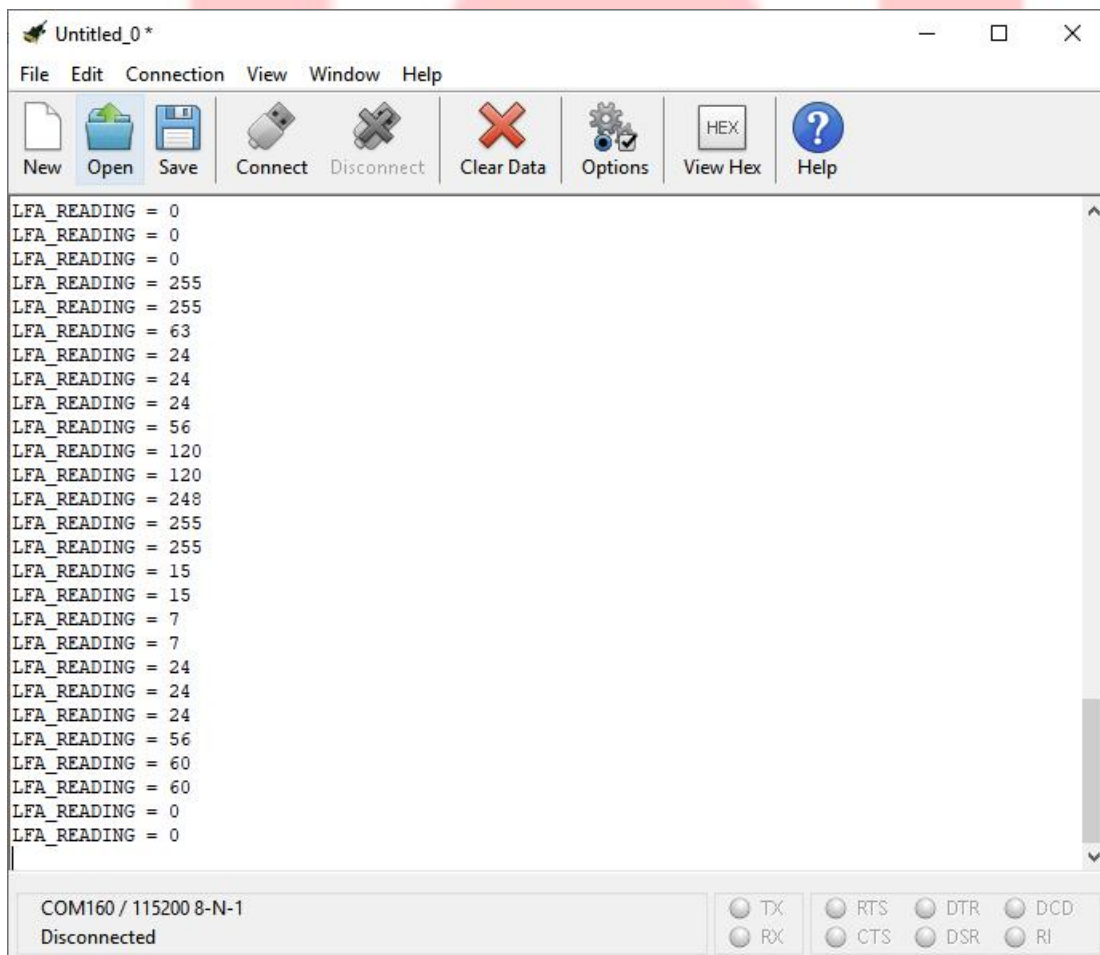 Untitled_0 *
File Edit Connection View Window Help
HEX
New Open Save Connect Disconnect Clear Data Options View Hex Help
LFA_READING = 0
LFA_READING = 0
LFA_READING = 0
LFA_READING = 255
LFA_READING = 255
LFA_READING = 63
LFA_READING = 24
LFA_READING = 24
LFA_READING = 24
LFA_READING = 56
LFA_READING = 120
LFA_READING = 120
LFA_READING = 248
LFA_READING = 255
LFA_READING = 255
LFA_READING = 15
LFA_READING = 15
LFA_READING = 7
LFA_READING = 7
LFA_READING = 24
LFA_READING = 24
LFA_READING = 24
LFA_READING = 56
LFA_READING = 60
LFA_READING = 60
LFA_READING = 0
LFA_READING = 0
COM160 / 115200 8-N-1 TX RTS DTR DCD
Disconnected RX CTS DSR RI